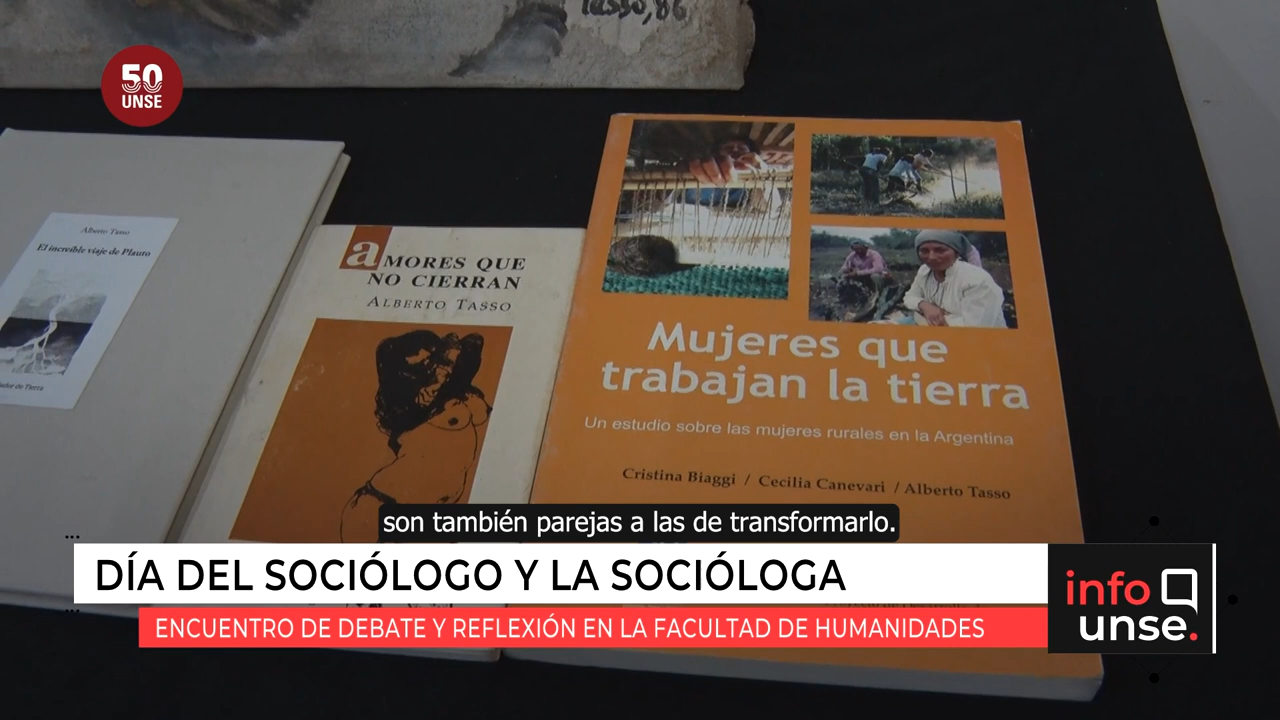 Tasso, 86
50
UNSE
Alberto Tasso
El increíble viaje de Plauto
AMORES QUE
NO CIERRAN
ALBERTO TASSO
Mujeres que
trabajan la tierra
Un estudio sobre las mujeres rurales en la Argentina
Cristina Biaggi / Cecilia Canevari / Alberto Tasso
son también parejas a las de transformarlo.
DÍA DEL SOCIÓLOGO Y LA SOCIÓLOGA
ENCUENTRO DE DEBATE Y REFLEXIÓN EN LA FACULTAD DE HUMANIDADES
info
unse.